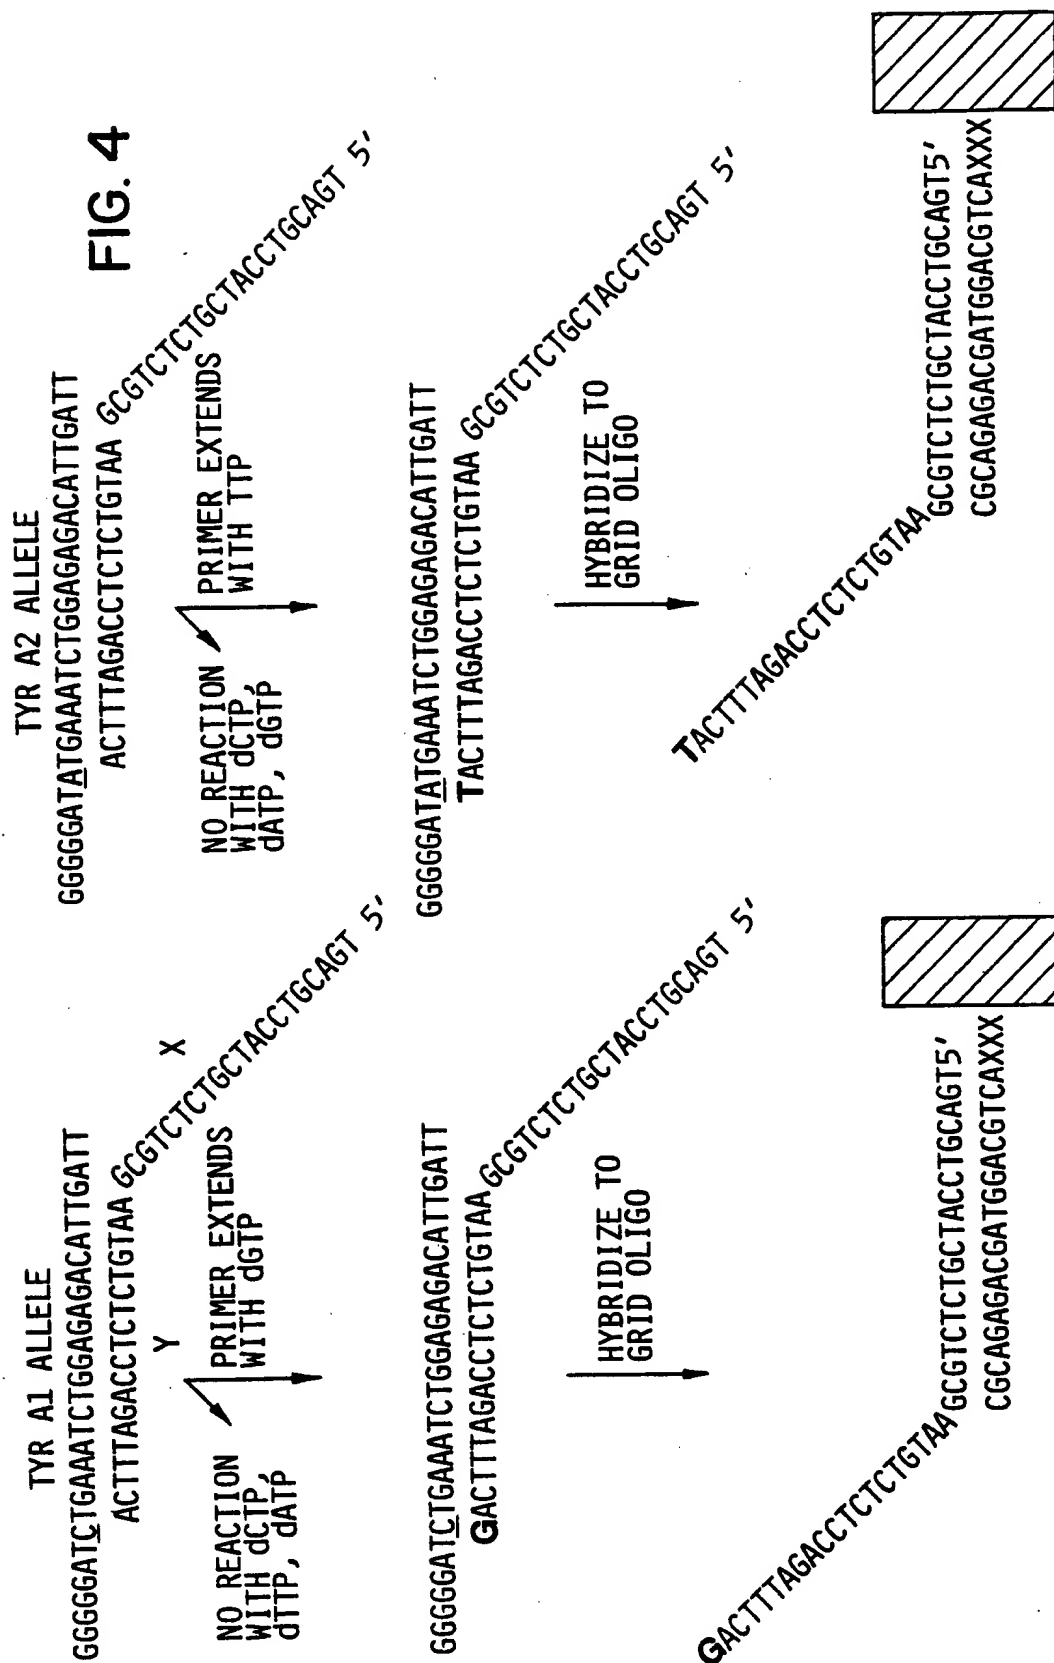 FIG. 4
TYR A1 ALLELE
GGGGGATCTGAAATCTGGAGAGACATTGATT
ACTTTAGACCTCTCTGTAA GCGTCTCTGCTACCTGCAGT 5'
Y
X
NO REACTION
WITH dCTP,
dTTP, dATP
PRIMER EXTENDS
WITH dGTP
GGGGGATCTGAAATCTGGAGAGACATTGATT
GACTTTAGACCTCTCTGTAA GCGTCTCTGCTACCTGCAGT 5'
HYBRIDIZE TO
GRID OLIGO
GACTTTAGACCTCTCTGTAA GCGTCTCTGCTACCTGCAGT5'
CGCAGAGACGATGGACGTCAXXX
TYR A2 ALLELE
GGGGGATATGAAATCTGGAGAGACATTGATT
ACTTTAGACCTCTCTGTAA GCGTCTCTGCTACCTGCAGT 5'
NO REACTION
WITH dCTP,
dATP, dGTP
PRIMER EXTENDS
WITH TTP
GGGGGATATGAAATCTGGAGAGACATTGATT
TACTTTAGACCTCTCTGTAA GCGTCTCTGCTACCTGCAGT 5'
HYBRIDIZE TO
GRID OLIGO
TACTTTAGACCTCTCTGTAA GCGTCTCTGCTACCTGCAGT5'
CGCAGAGACGATGGACGTCAXXX